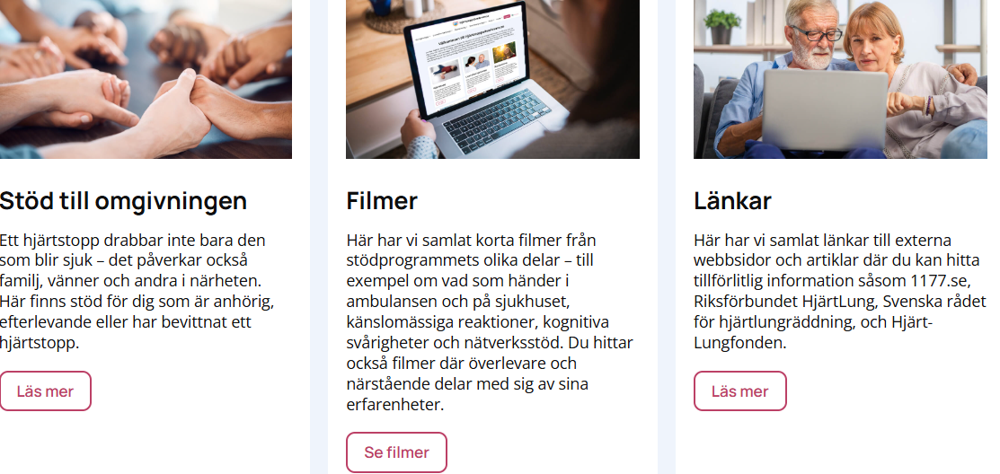 Stöd till omgivningen
Ett hjärtstopp drabbar inte bara den
som blir sjuk – det påverkar också
familj, vänner och andra i närheten.
Här finns stöd för dig som är anhörig,
efterlevande eller har bevittnat ett
hjärtstopp.
Läs mer
Filmer
Här har vi samlat korta filmer från
stödprogrammets olika delar – till
exempel om vad som händer i
ambulansen och på sjukhuset,
känslomässiga reaktioner, kognitiva
svårigheter och nätverksstöd. Du hittar
också filmer där överlevare och
närstående delar med sig av sina
erfarenheter.
Se filmer
Länkar
Här har vi samlat länkar till externa
webbsidor och artiklar där du kan hitta
tillförlitlig information såsom 1177.se,
Riksförbundet HjärtLung, Svenska rådet
för hjärtlungräddning, och Hjärt-
Lungfonden.
Läs mer